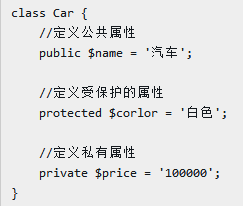 class Car {
//定义公共属性
public $name = '汽车';
//定义受保护的属性
protected $corlor = '白色';
//定义私有属性
private $price = '100000';
}